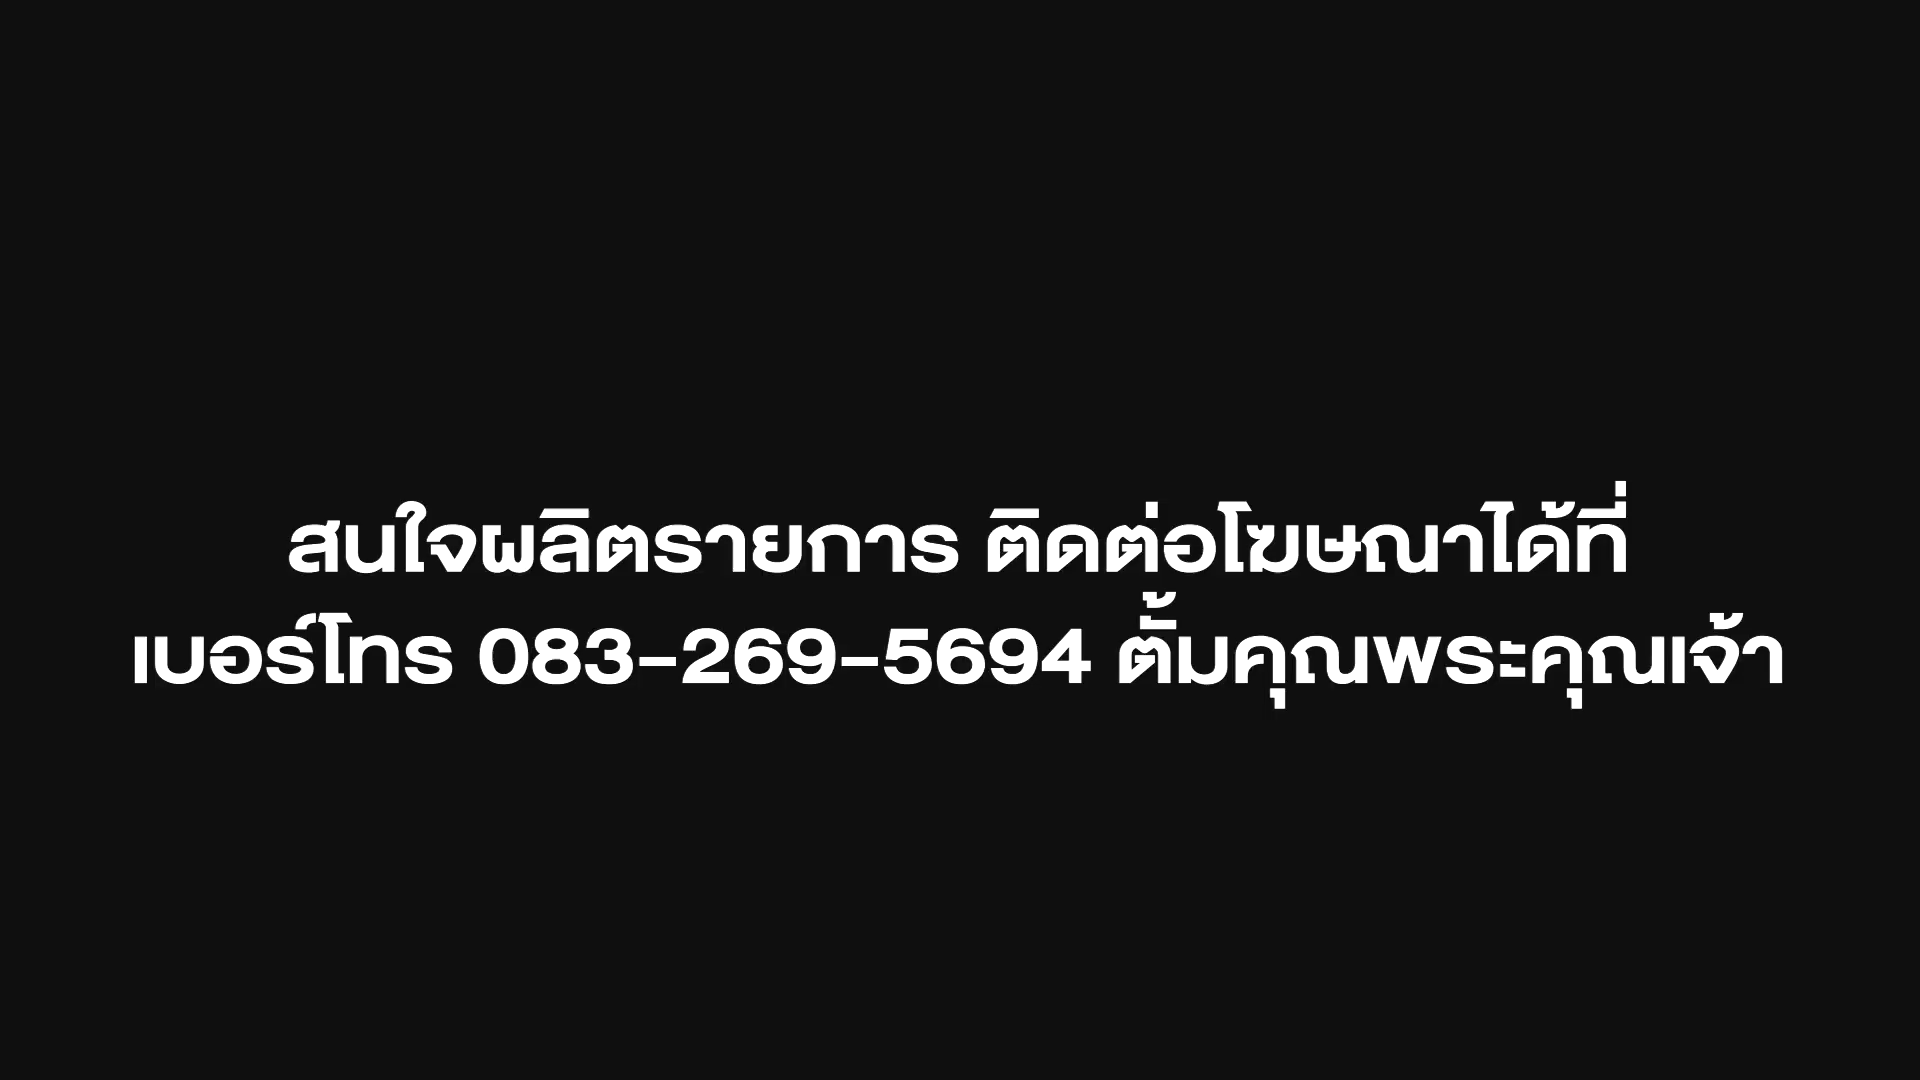 สนใจผลิตรายการ ติดต่อโฆษณาได้ที่
เบอร์โทร 083-269-5694 ตั้มคุณพระคุณเจ้า